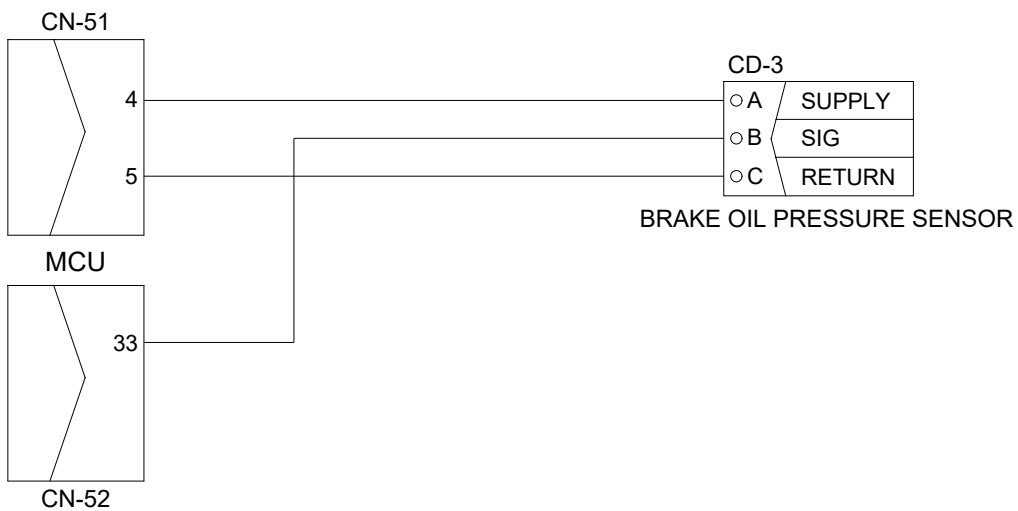 CN-51
CD-3
4
A SUPPLY
B SIG
5
C RETURN
BRAKE OIL PRESSURE SENSOR
MCU
33
CN-52